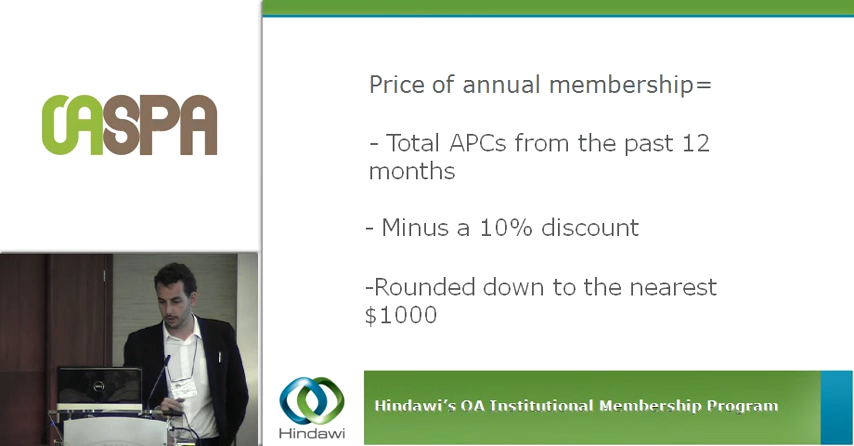 OASPA
Price of annual membership=
- Total APCs from the past 12
months
- Minus a 10% discount
-Rounded down to the nearest
$1000
Hindawi
Hindawi's OA Institutional Membership Program